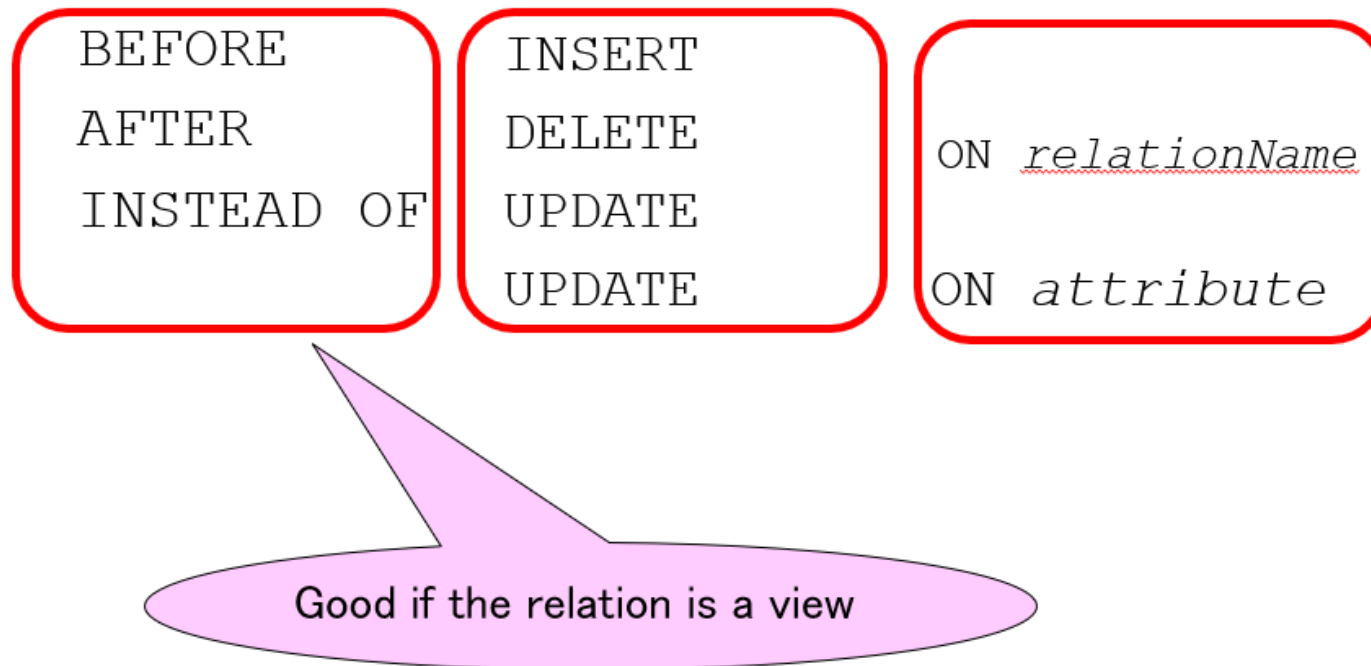 BEFORE
AFTER
INSTEAD OF
INSERT
DELETE
UPDATE
UPDATE
ON relationName
ON attribute
Good if the relation is a view